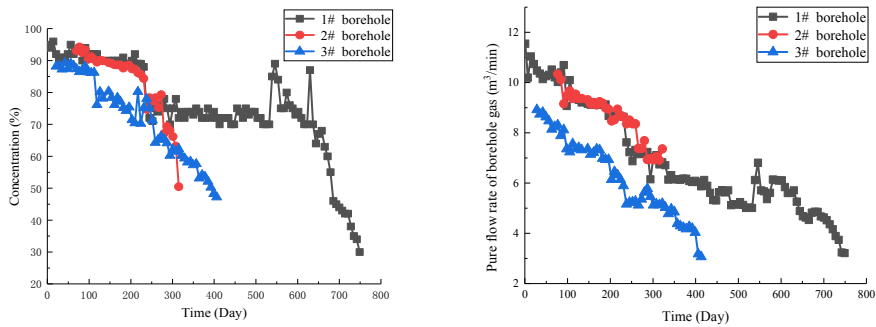 1# borehole
2# borehole
3# borehole
Concentration (%)
100
90
80
70
60
50
40
30
20
0 100 200 300 400 500 600 700 800
Time (Day)
1# borehole
2# borehole
3# borehole
Pure flow rate of borehole gas (m³/min)
12
10
8
6
4
2
0 100 200 300 400 500 600 700 800
Time (Day)